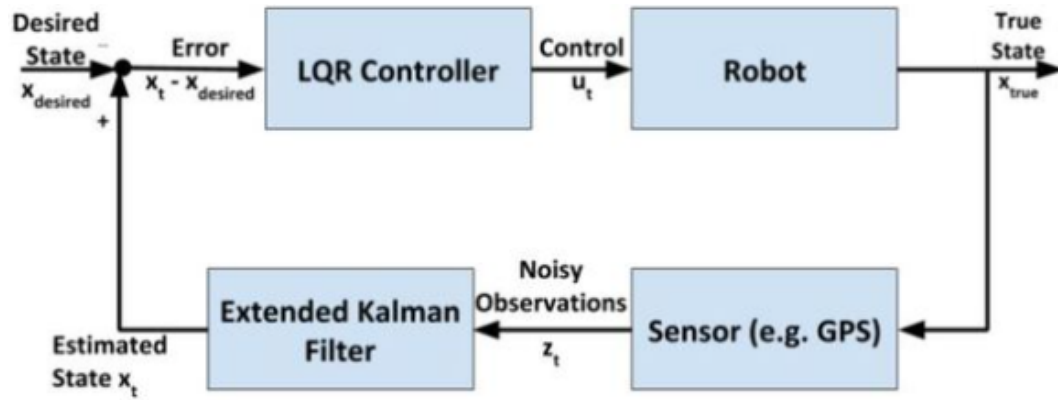 Desired
State
–
x_desired
+
Error
x_t - x_desired
LQR Controller
Control
u_t
Robot
True
State
x_true
Estimated
State x_t
Extended Kalman
Filter
Noisy
Observations
z_t
Sensor (e.g. GPS)